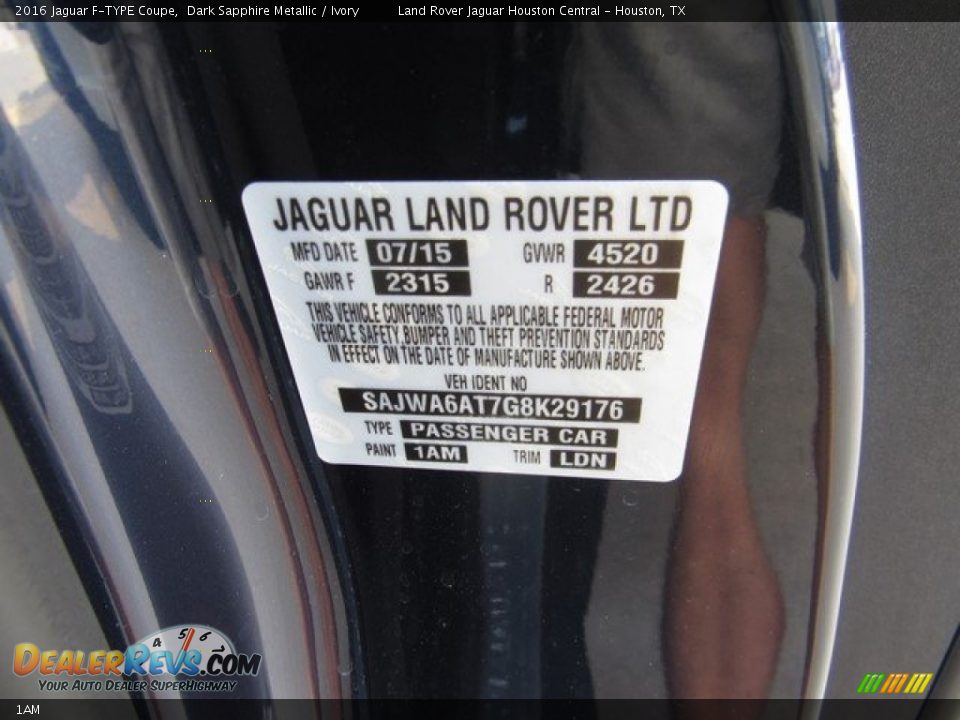 2016 Jaguar F-TYPE Coupe,  Dark Sapphire Metallic / Ivory Land Rover Jaguar Houston Central - Houston, TX
JAGUAR LAND ROVER LTD
MFD DATE 07/15 GVWR 4520
GAWR F 2315 R 2426
THIS VEHICLE CONFORMS TO ALL APPLICABLE FEDERAL MOTOR
VEHICLE SAFETY, BUMPER AND THEFT PREVENTION STANDARDS
IN EFFECT ON THE DATE OF MANUFACTURE SHOWN ABOVE.
VEH IDENT NO
SAJWA6AT7G8K29176
TYPE PASSENGER CAR
PAINT 1AM TRIM LDN
4 5 6
DEALERREVS.COM
YOUR AUTO DEALER SUPERHIGHWAY
1AM